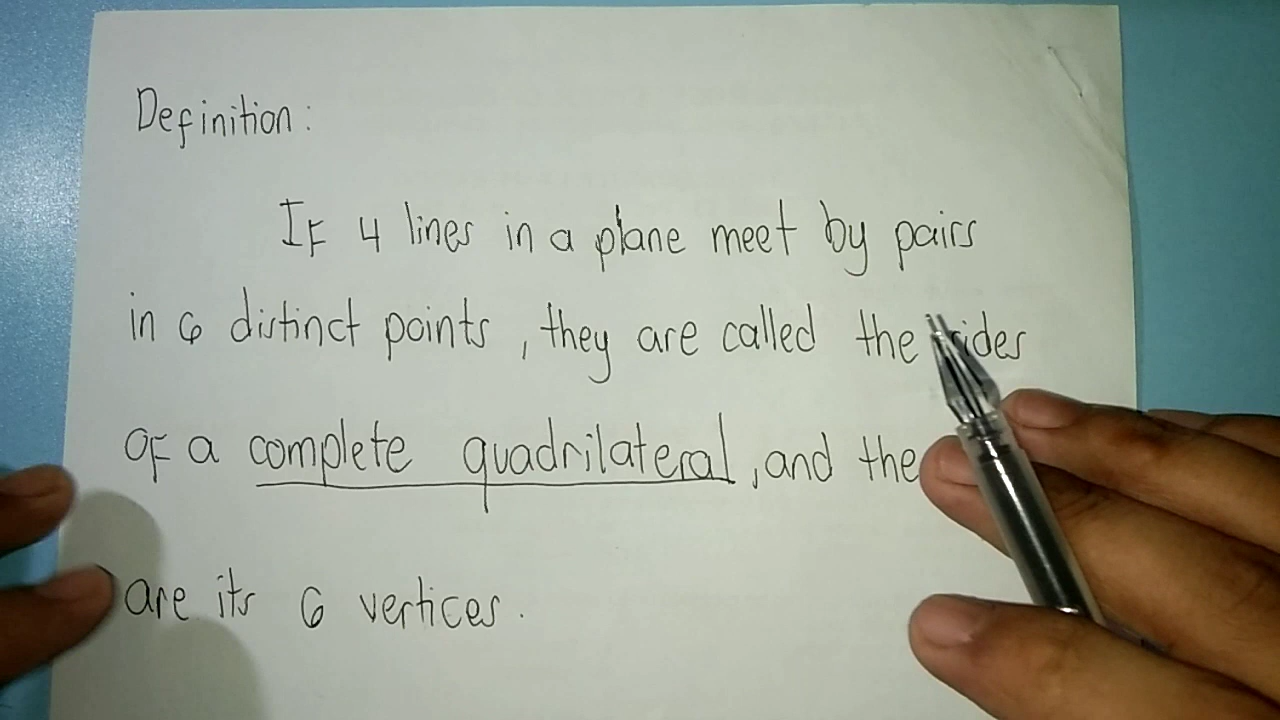 Definition:
If 4 lines in a plane meet by pairs
in 6 distinct points, they are called the sides
of a complete quadrilateral, and the
are its 6 vertices.